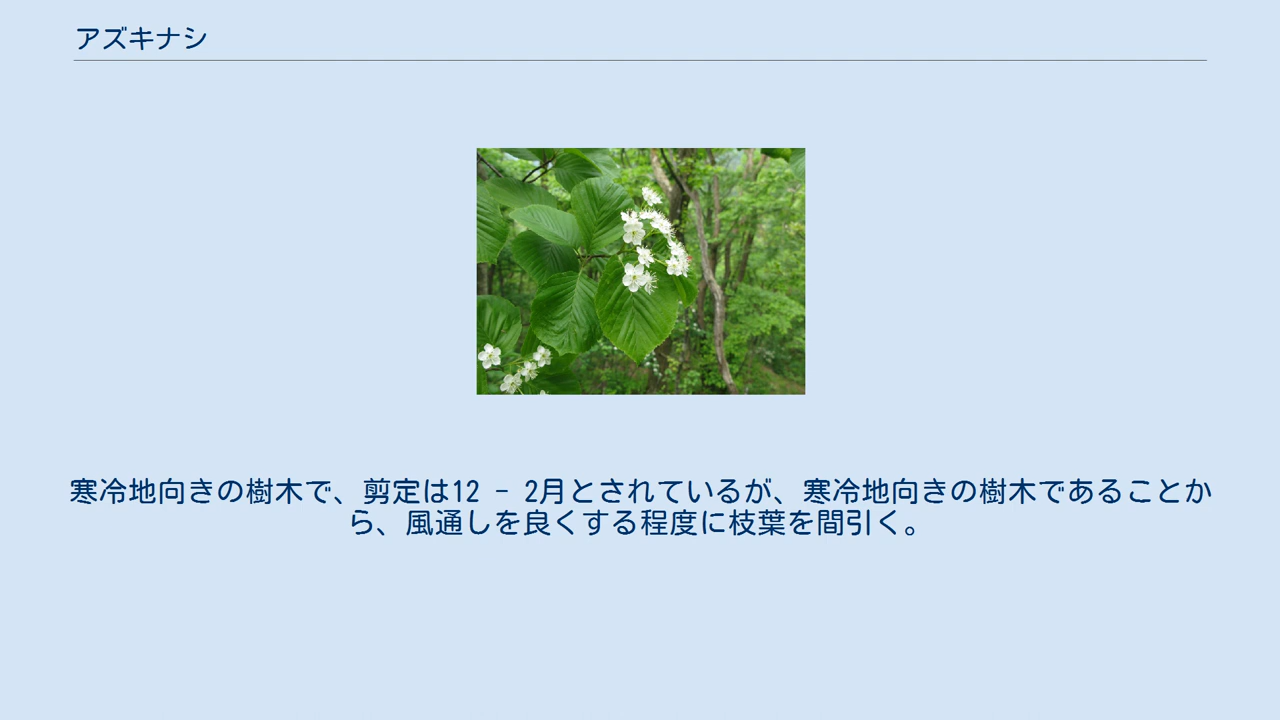 アズキナシ
寒冷地向きの樹木で、剪定は12 - 2月とされているが、寒冷地向きの樹木であることか
ら、風通しを良くする程度に枝葉を間引く。